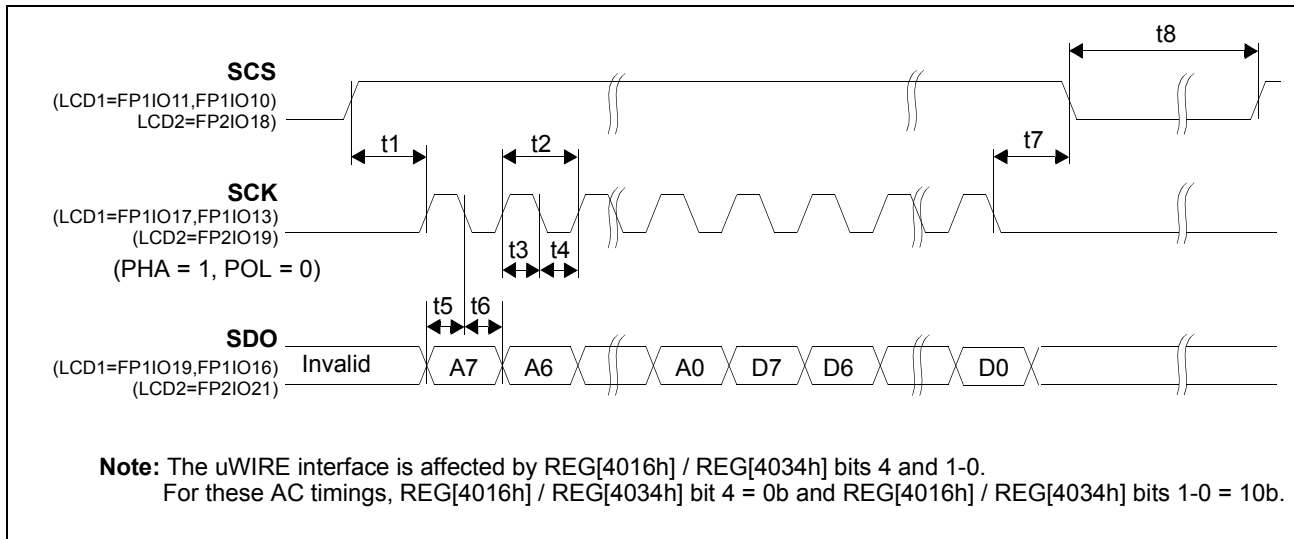 t8
SCS
(LCD1=FP1IO11,FP1IO10)
LCD2=FP2IO18)
t1
t2
t7
SCK
(LCD1=FP1IO17,FP1IO13)
(LCD2=FP2IO19)
(PHA = 1, POL = 0)
t3
t4
t5
t6
SDO
(LCD1=FP1IO19,FP1IO16)
(LCD2=FP2IO21)
Invalid
A7
A6
A0
D7
D6
D0
Note: The uWIRE interface is affected by REG[4016h] / REG[4034h] bits 4 and 1-0.
For these AC timings, REG[4016h] / REG[4034h] bit 4 = 0b and REG[4016h] / REG[4034h] bits 1-0 = 10b.